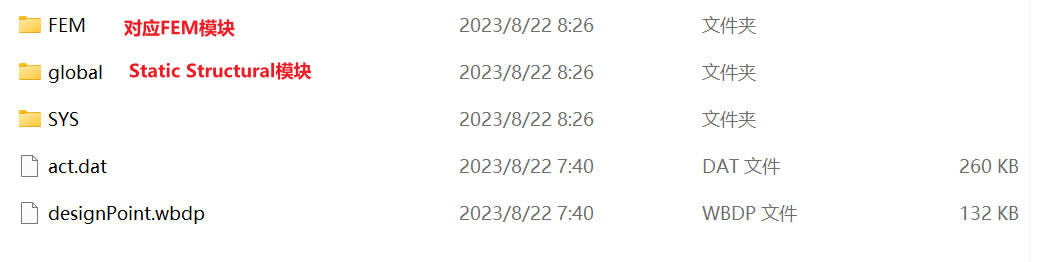 FEM 对应FEM模块 2023/8/22 8:26 文件夹
global Static Structural模块 2023/8/22 8:26 文件夹
SYS 2023/8/22 8:26 文件夹
act.dat 2023/8/22 7:40 DAT 文件 260 KB
designPoint.wbdp 2023/8/22 7:40 WBDP 文件 132 KB